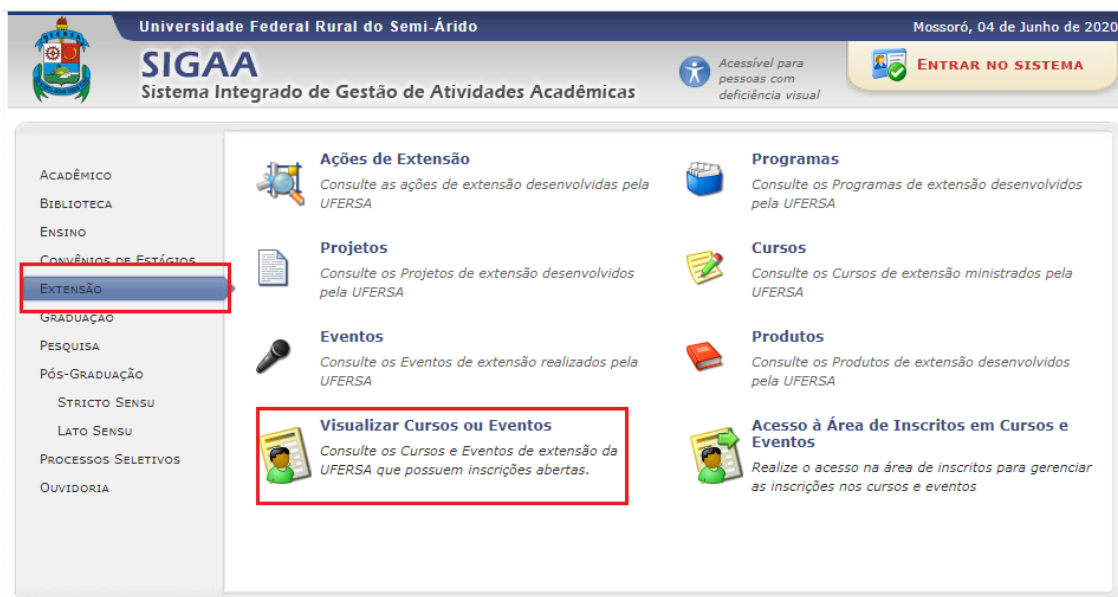 Universidade Federal Rural do Semi-Árido
Mossoró, 04 de Junho de 2020
SIGAA
Sistema Integrado de Gestão de Atividades Acadêmicas
Acessível para
pessoas com
deficiência visual
ENTRAR NO SISTEMA
ACADÊMICO
BIBLIOTECA
ENSINO
CONVÊNIOS DE ESTÁGIOS
EXTENSÃO
GRADUAÇÃO
PESQUISA
PÓS-GRADUAÇÃO
STRICTO SENSU
LATO SENSU
PROCESSOS SELETIVOS
OUVIDORIA
Ações de Extensão
Consulte as ações de extensão desenvolvidas pela
UFERSA
Programas
Consulte os Programas de extensão desenvolvidos
pela UFERSA
Projetos
Consulte os Projetos de extensão desenvolvidos
pela UFERSA
Cursos
Consulte os Cursos de extensão ministrados pela
UFERSA
Eventos
Consulte os Eventos de extensão realizados pela
UFERSA
Produtos
Consulte os Produtos de extensão desenvolvidos
pela UFERSA
Visualizar Cursos ou Eventos
Consulte os Cursos e Eventos de extensão da
UFERSA que possuem inscrições abertas.
Acesso à Área de Inscritos em Cursos e
Eventos
Realize o acesso na área de inscritos para gerenciar
as inscrições nos cursos e eventos